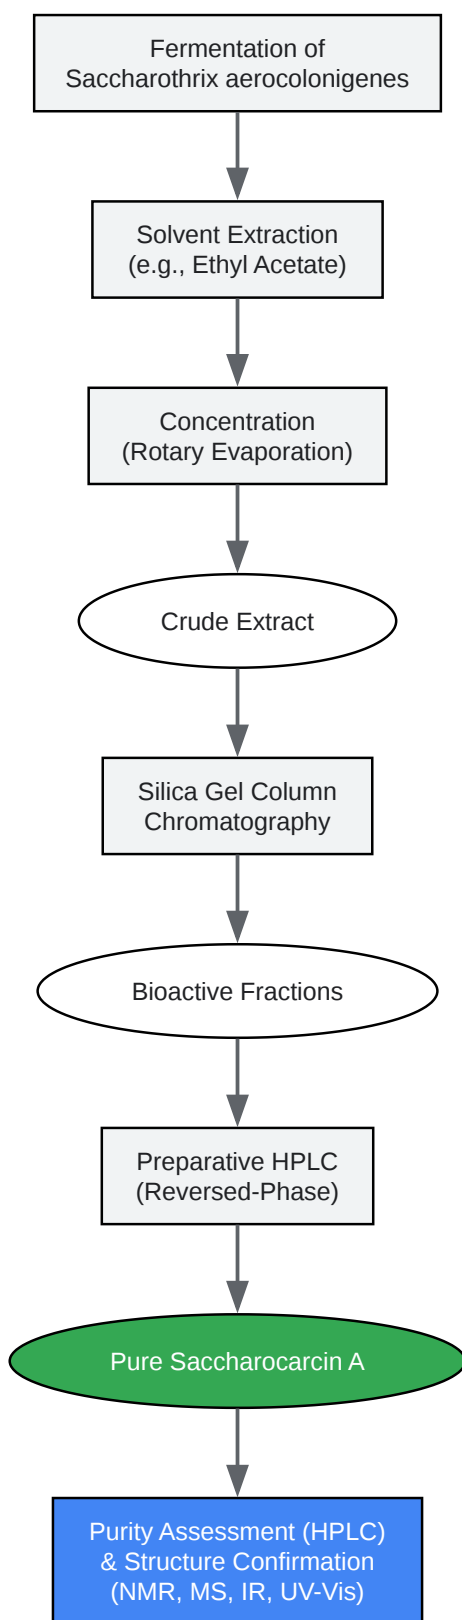 Fermentation of
Saccharothrix aerocolonigenes
Solvent Extraction
(e.g., Ethyl Acetate)
Concentration
(Rotary Evaporation)
Crude Extract
Silica Gel Column
Chromatography
Bioactive Fractions
Preparative HPLC
(Reversed-Phase)
Pure Saccharocarcin A
Purity Assessment (HPLC)
& Structure Confirmation
(NMR, MS, IR, UV-Vis)